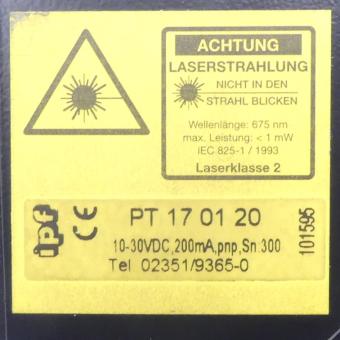 ACHTUNG
LASERSTRAHLUNG
NICHT IN DEN
STRAHL BLICKEN
Wellenlänge: 675 nm
max. Leistung: < 1 mW
IEC 825-1 / 1993
Laserklasse 2
ipf
CE
PT 17 01 20
10-30VDC,200mA,pnp,Sn:300
Tel 02351/9365-0
101595